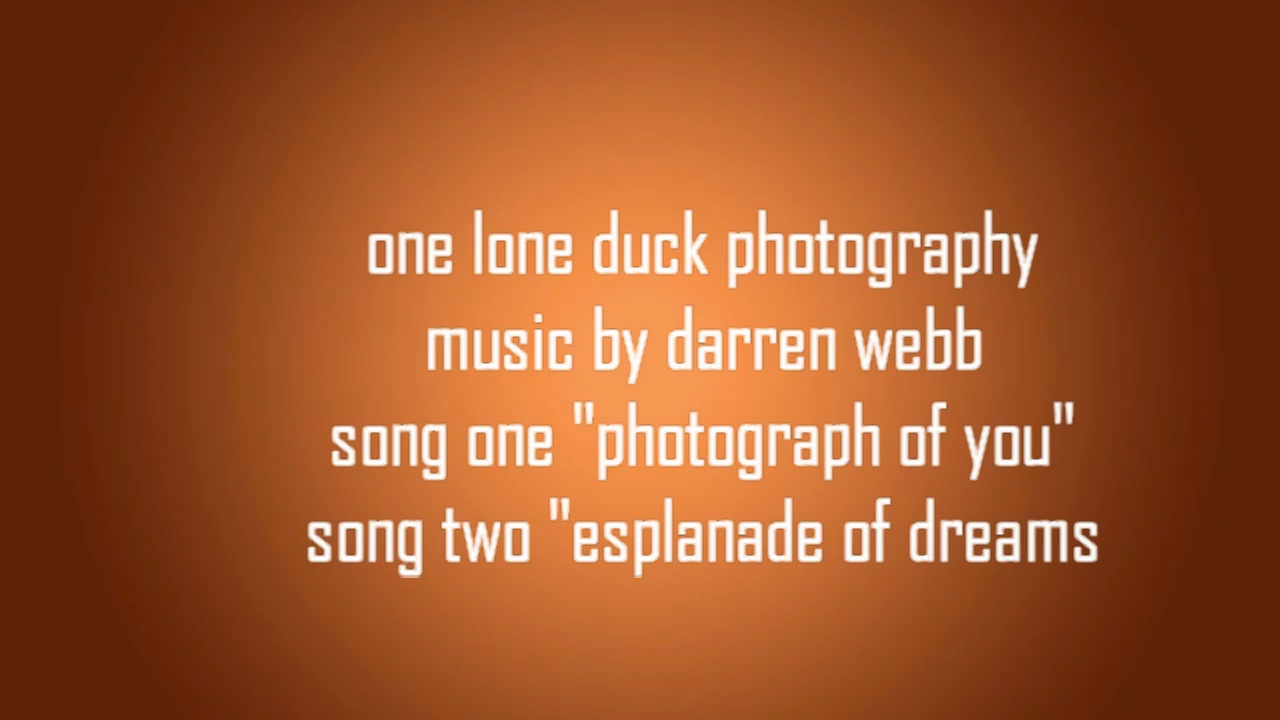 one lone duck photography
music by darren webb
song one "photograph of you"
song two "esplanade of dreams